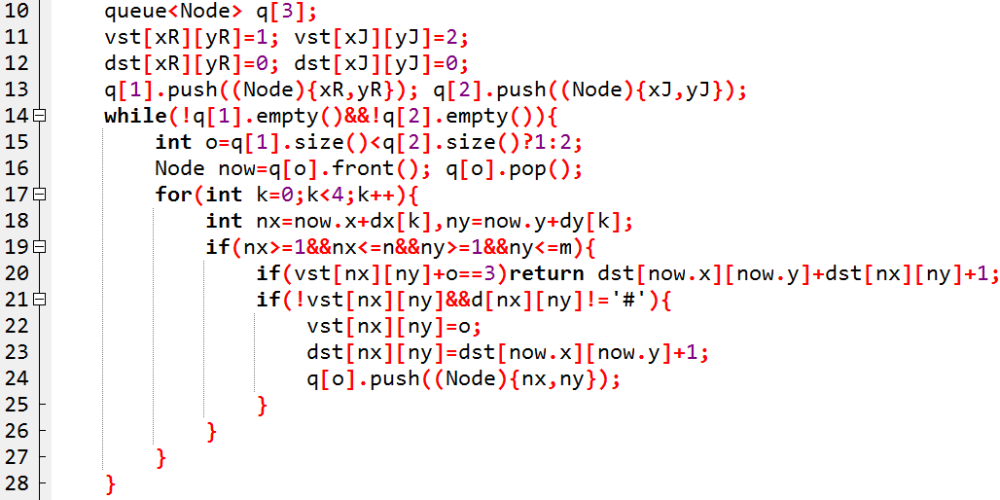 10 queue<Node> q[3];
11 vst[xR][yR]=1; vst[xJ][yJ]=2;
12 dst[xR][yR]=0; dst[xJ][yJ]=0;
13 q[1].push((Node){xR,yR}); q[2].push((Node){xJ,yJ});
14 while(!q[1].empty()&&!q[2].empty()){
15 int o=q[1].size()<q[2].size()?1:2;
16 Node now=q[o].front(); q[o].pop();
17 for(int k=0;k<4;k++){
18 int nx=now.x+dx[k],ny=now.y+dy[k];
19 if(nx>=1&&nx<=n&&ny>=1&&ny<=m){
20 if(vst[nx][ny]+o==3)return dst[now.x][now.y]+dst[nx][ny]+1;
21 if(!vst[nx][ny]&&d[nx][ny]!='#'){
22 vst[nx][ny]=o;
23 dst[nx][ny]=dst[now.x][now.y]+1;
24 q[o].push((Node){nx,ny});
25 }
26 }
27 }
28 }